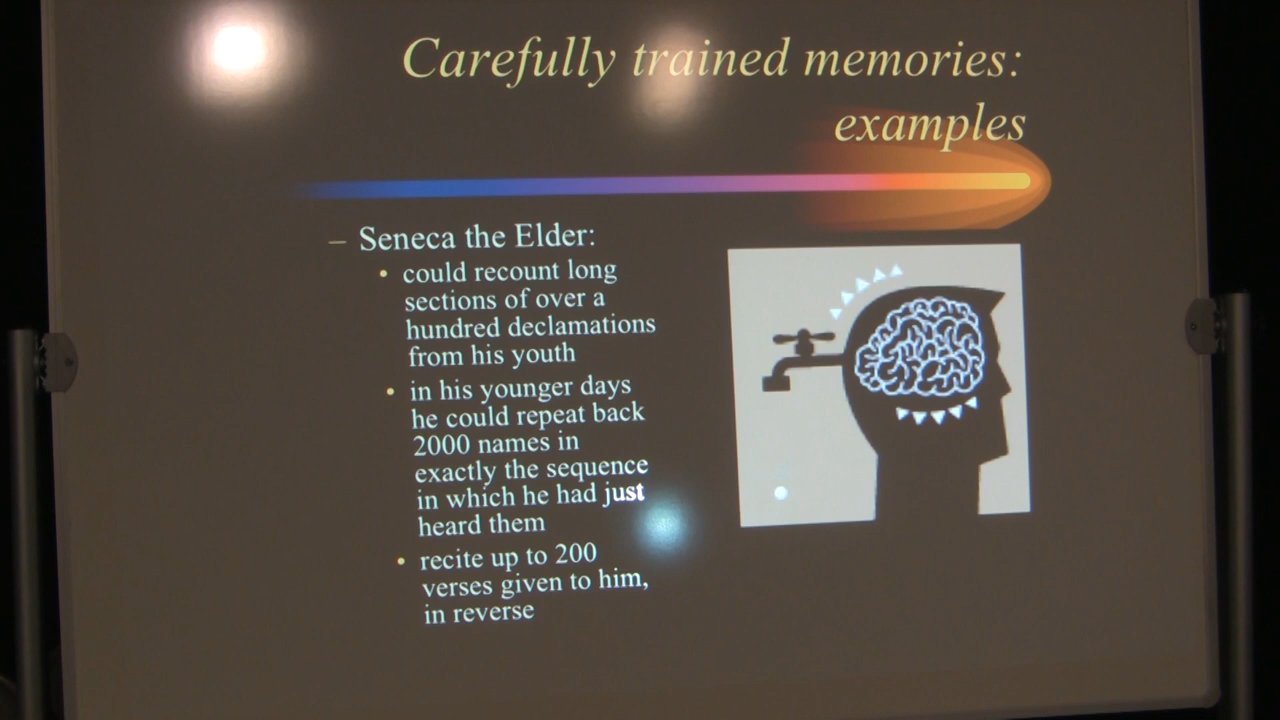 Carefully trained memories:
examples
– Seneca the Elder:
• could recount long
sections of over a
hundred declamations
from his youth
• in his younger days
he could repeat back
2000 names in
exactly the sequence
in which he had just
heard them
• recite up to 200
verses given to him,
in reverse